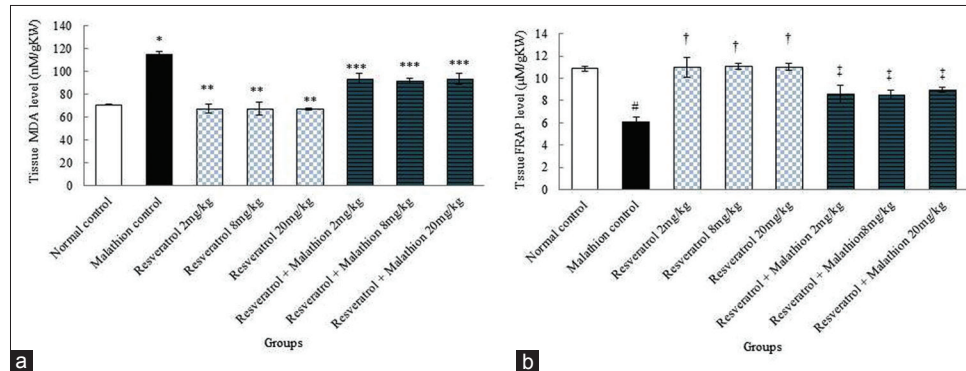 Tissue MDA level (nM/gKW)
140
120
100
80
60
40
20
0
*
**
**
**
***
***
***
Normal control
Malathion control
Resveratrol 2mg/kg
Resveratrol 8mg/kg
Resveratrol 20mg/kg
Resveratrol + Malathion 2mg/kg
Resveratrol + Malathion 8mg/kg
Resveratrol + Malathion 20mg/kg
Groups
a
Tssue FRAP level (µM/gKW)
14
12
10
8
6
4
2
0
#
†
†
†
‡
‡
‡
Normal control
Malathion control
Resveratrol 2mg/kg
Resveratrol 8mg/kg
Resveratrol 20mg/kg
Resveratrol + Malathion 2mg/kg
Resveratrol + Malathion8mg/kg
Resveratrol + Malathion 20mg/kg
Groups
b